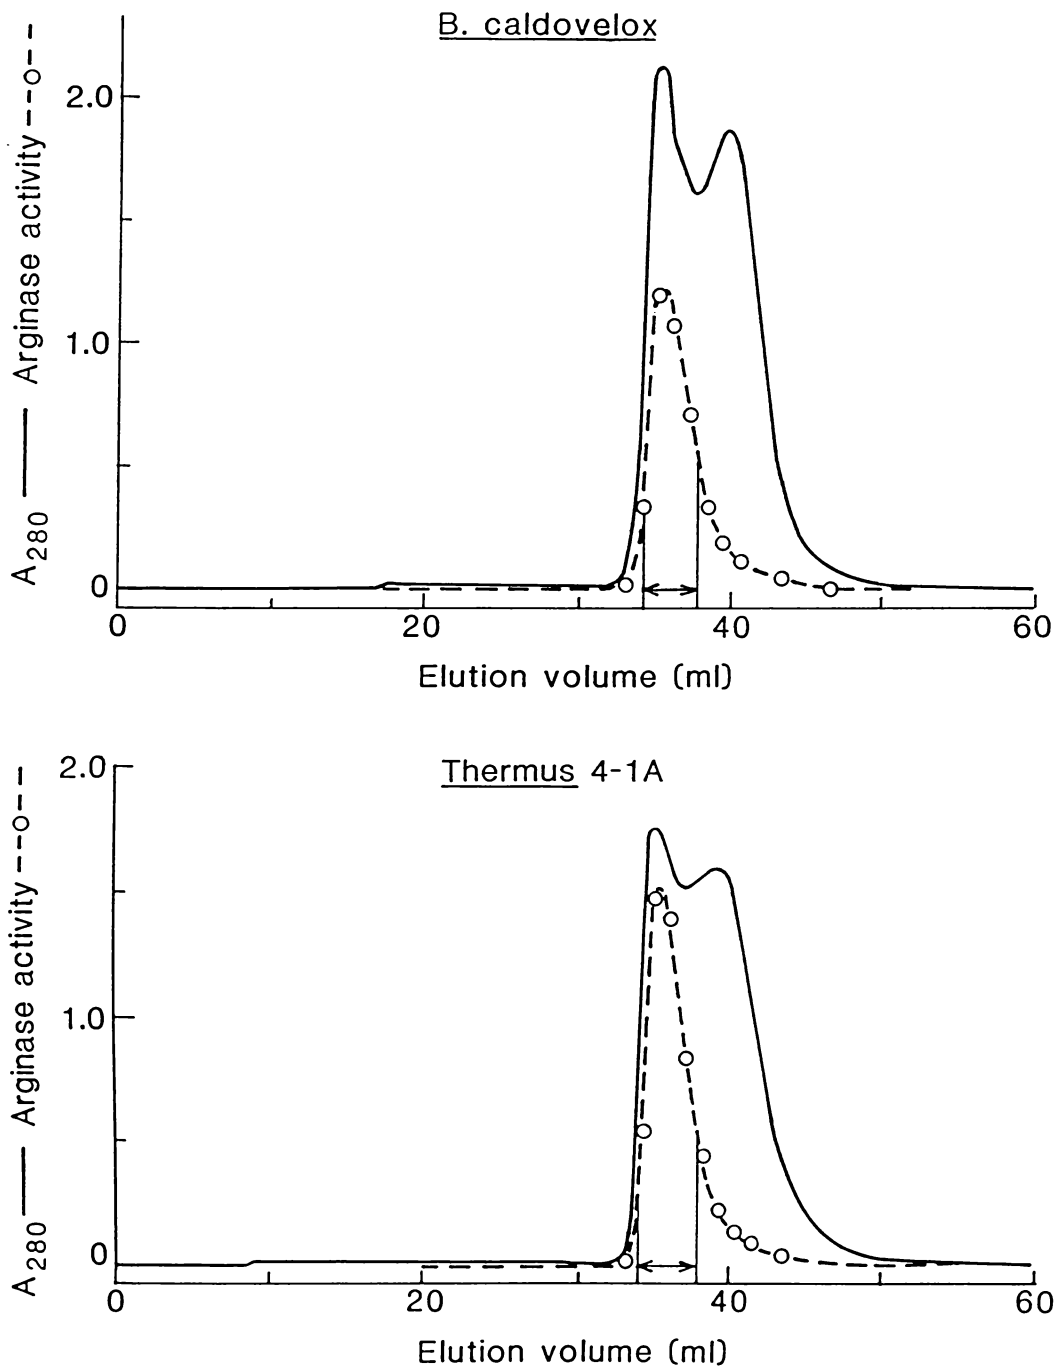 B. caldovelox
A280 —— Arginase activity --o--
2.0
1.0
0
0 20 40 60
Elution volume (ml)
Thermus 4-1A
A280 —— Arginase activity --o--
2.0
1.0
0
0 20 40 60
Elution volume (ml)